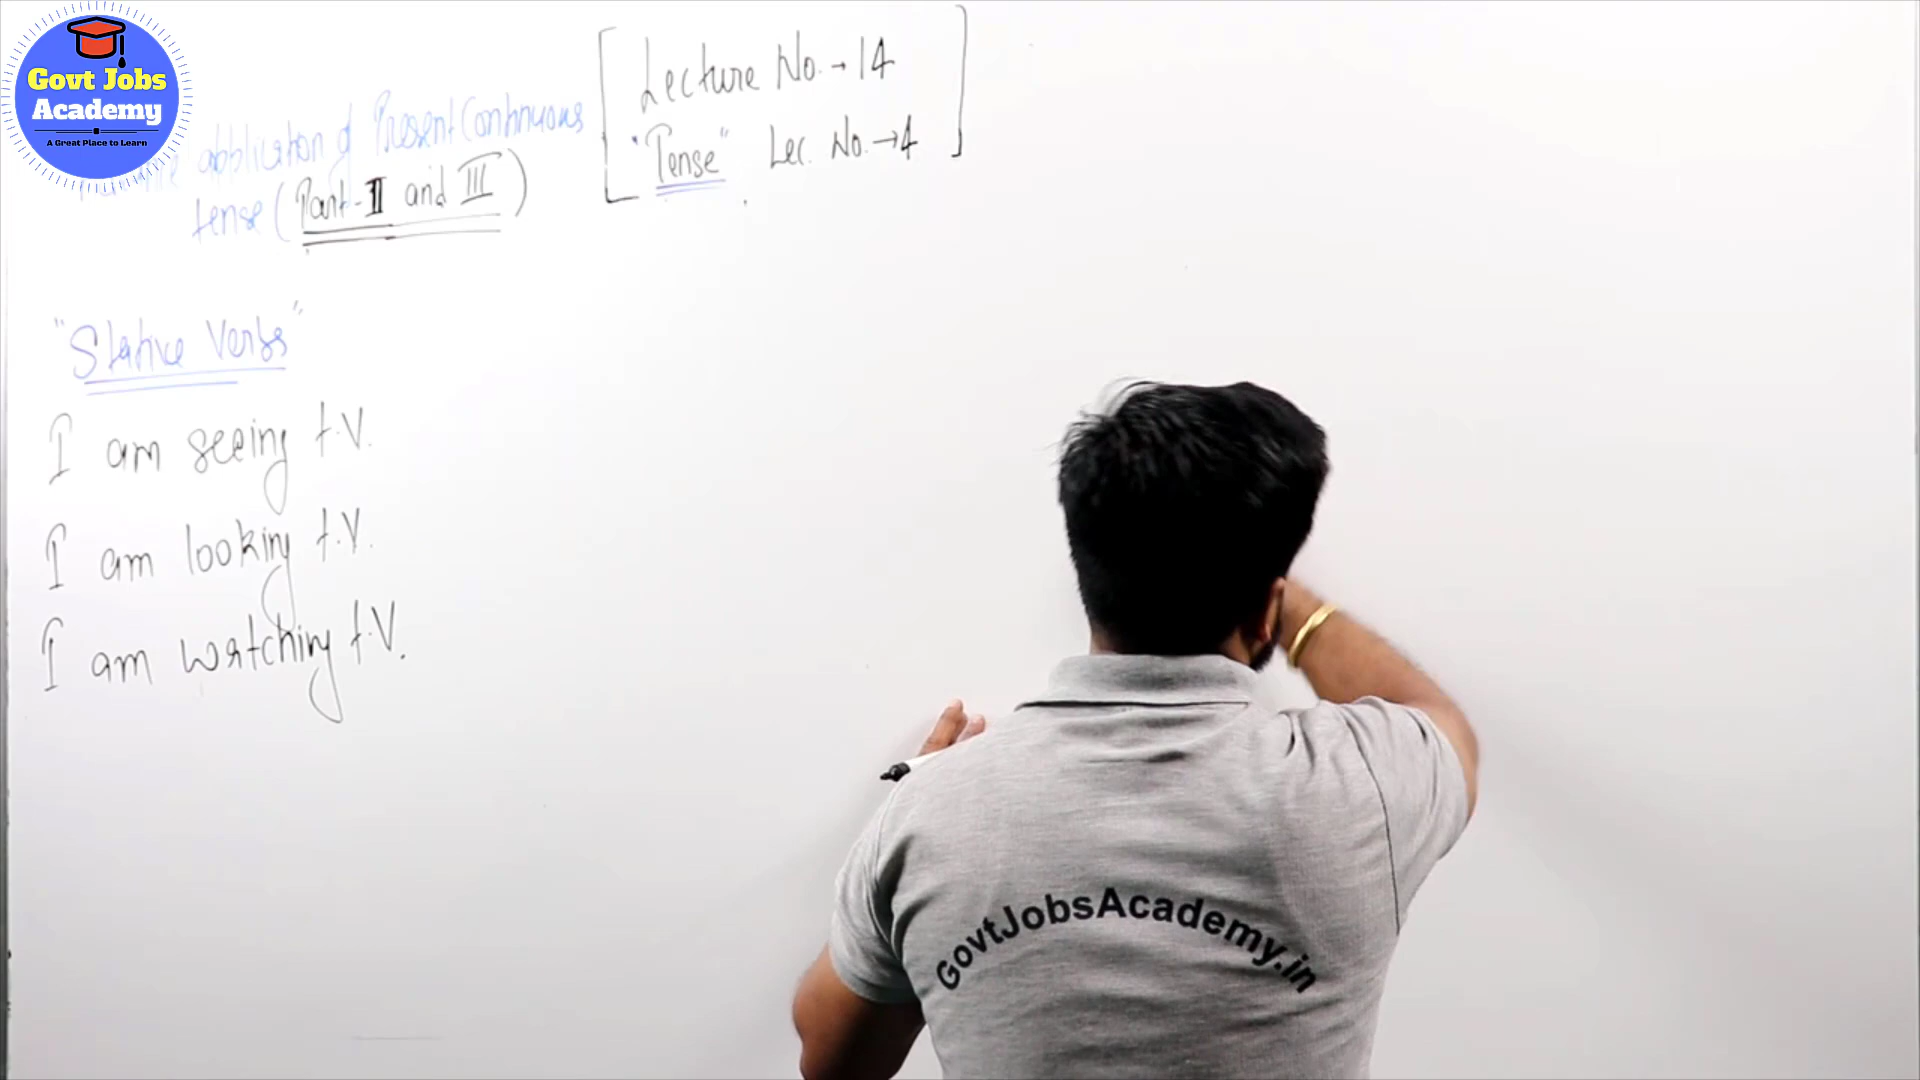 Govt Jobs
Academy
A Great Place to Learn
application of Present Continuous
tense (Part-II and III)
Lecture No.→14
"Tense" Lec. No.→4
"Stative Verbs"
I am seeing t.V.
I am looking t.V.
I am watching t.V.
GovtJobsAcademy.in